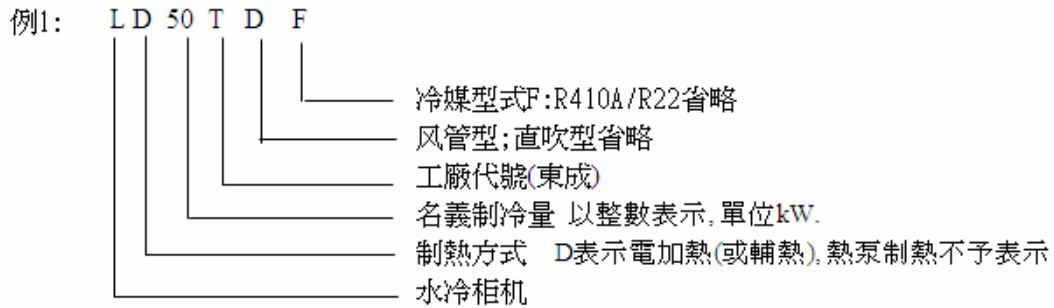 例1: L D 50 T D F
冷媒型式F:R410A/R22省略
风管型;直吹型省略
工厰代號(東成)
名義制冷量 以整數表示,單位kW.
制熱方式 D表示電加熱(或輔熱),熱泵制熱不予表示
水冷柜机